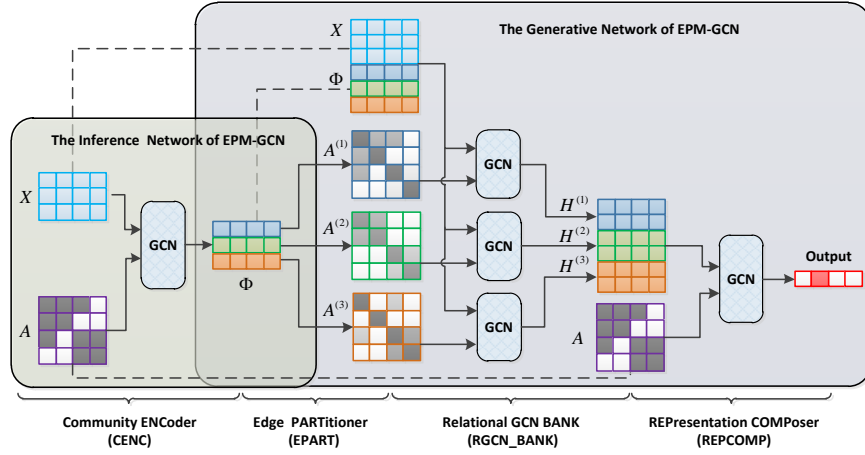 The Generative Network of EPM-GCN
X
Φ
The Inference Network of EPM-GCN
A(1)
GCN
X
GCN
H(1)
A(2)
H(2)
GCN
GCN
Output
H(3)
Φ
A(3)
GCN
A
A
Community ENCoder
(CENC)
Edge PARTitioner
(EPART)
Relational GCN BANK
(RGCN_BANK)
REPresentation COMPoser
(REPCOMP)